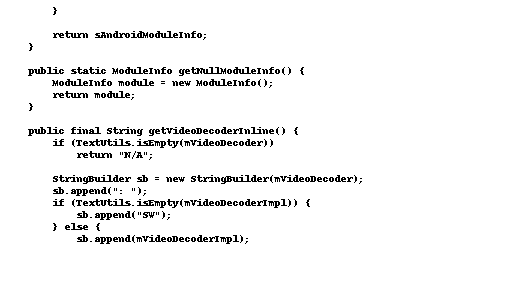 }

        return sAndroidModuleInfo;
    }

    public static ModuleInfo getNullModuleInfo() {
        ModuleInfo module = new ModuleInfo();
        return module;
    }

    public final String getVideoDecoderInline() {
        if (TextUtils.isEmpty(mVideoDecoder))
            return "N/A";

        StringBuilder sb = new StringBuilder(mVideoDecoder);
        sb.append(": ");
        if (TextUtils.isEmpty(mVideoDecoderImpl)) {
            sb.append("SW");
        } else {
            sb.append(mVideoDecoderImpl);